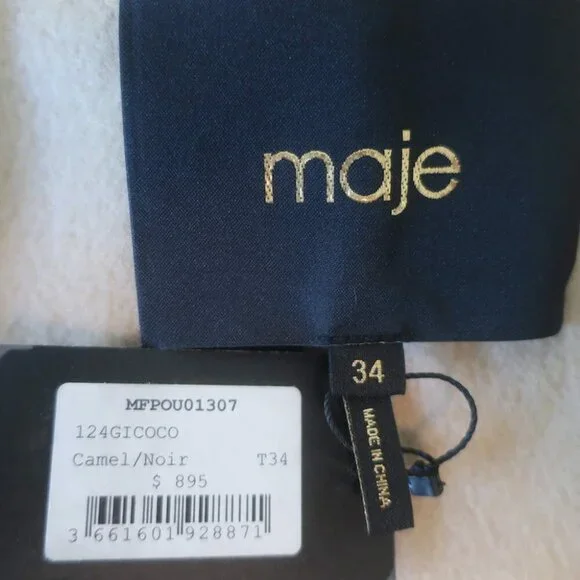 maje
34
MADE IN CHINA
MFPOU01307
124GICOCO
Camel/Noir T34
$ 895
3 661601 928871